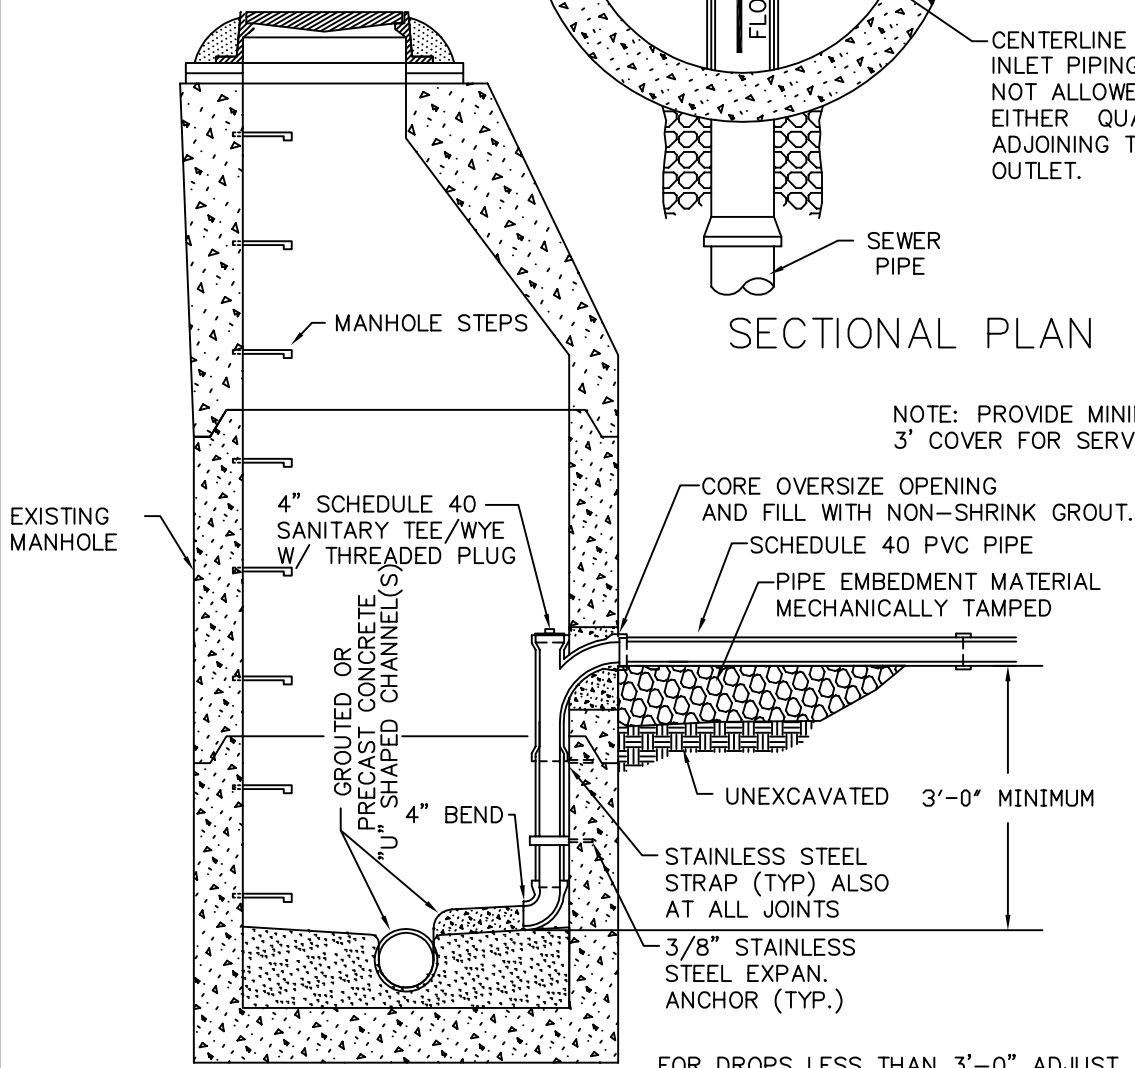 FLO
CENTERLINE
INLET PIPING
NOT ALLOWE
EITHER QUA
ADJOINING T
OUTLET.
SEWER
PIPE
SECTIONAL PLAN
MANHOLE STEPS
NOTE: PROVIDE MINI
3' COVER FOR SERV
EXISTING
MANHOLE
4" SCHEDULE 40
SANITARY TEE/WYE
W/ THREADED PLUG
CORE OVERSIZE OPENING
AND FILL WITH NON-SHRINK GROUT.
SCHEDULE 40 PVC PIPE
PIPE EMBEDMENT MATERIAL
MECHANICALLY TAMPED
GROUTED OR
PRECAST CONCRETE
"U" SHAPED CHANNEL(S)
4" BEND
UNEXCAVATED
3'-0" MINIMUM
STAINLESS STEEL
STRAP (TYP) ALSO
AT ALL JOINTS
3/8" STAINLESS
STEEL EXPAN.
ANCHOR (TYP.)
FOR DROPS LESS THAN 3'-0" ADJUST